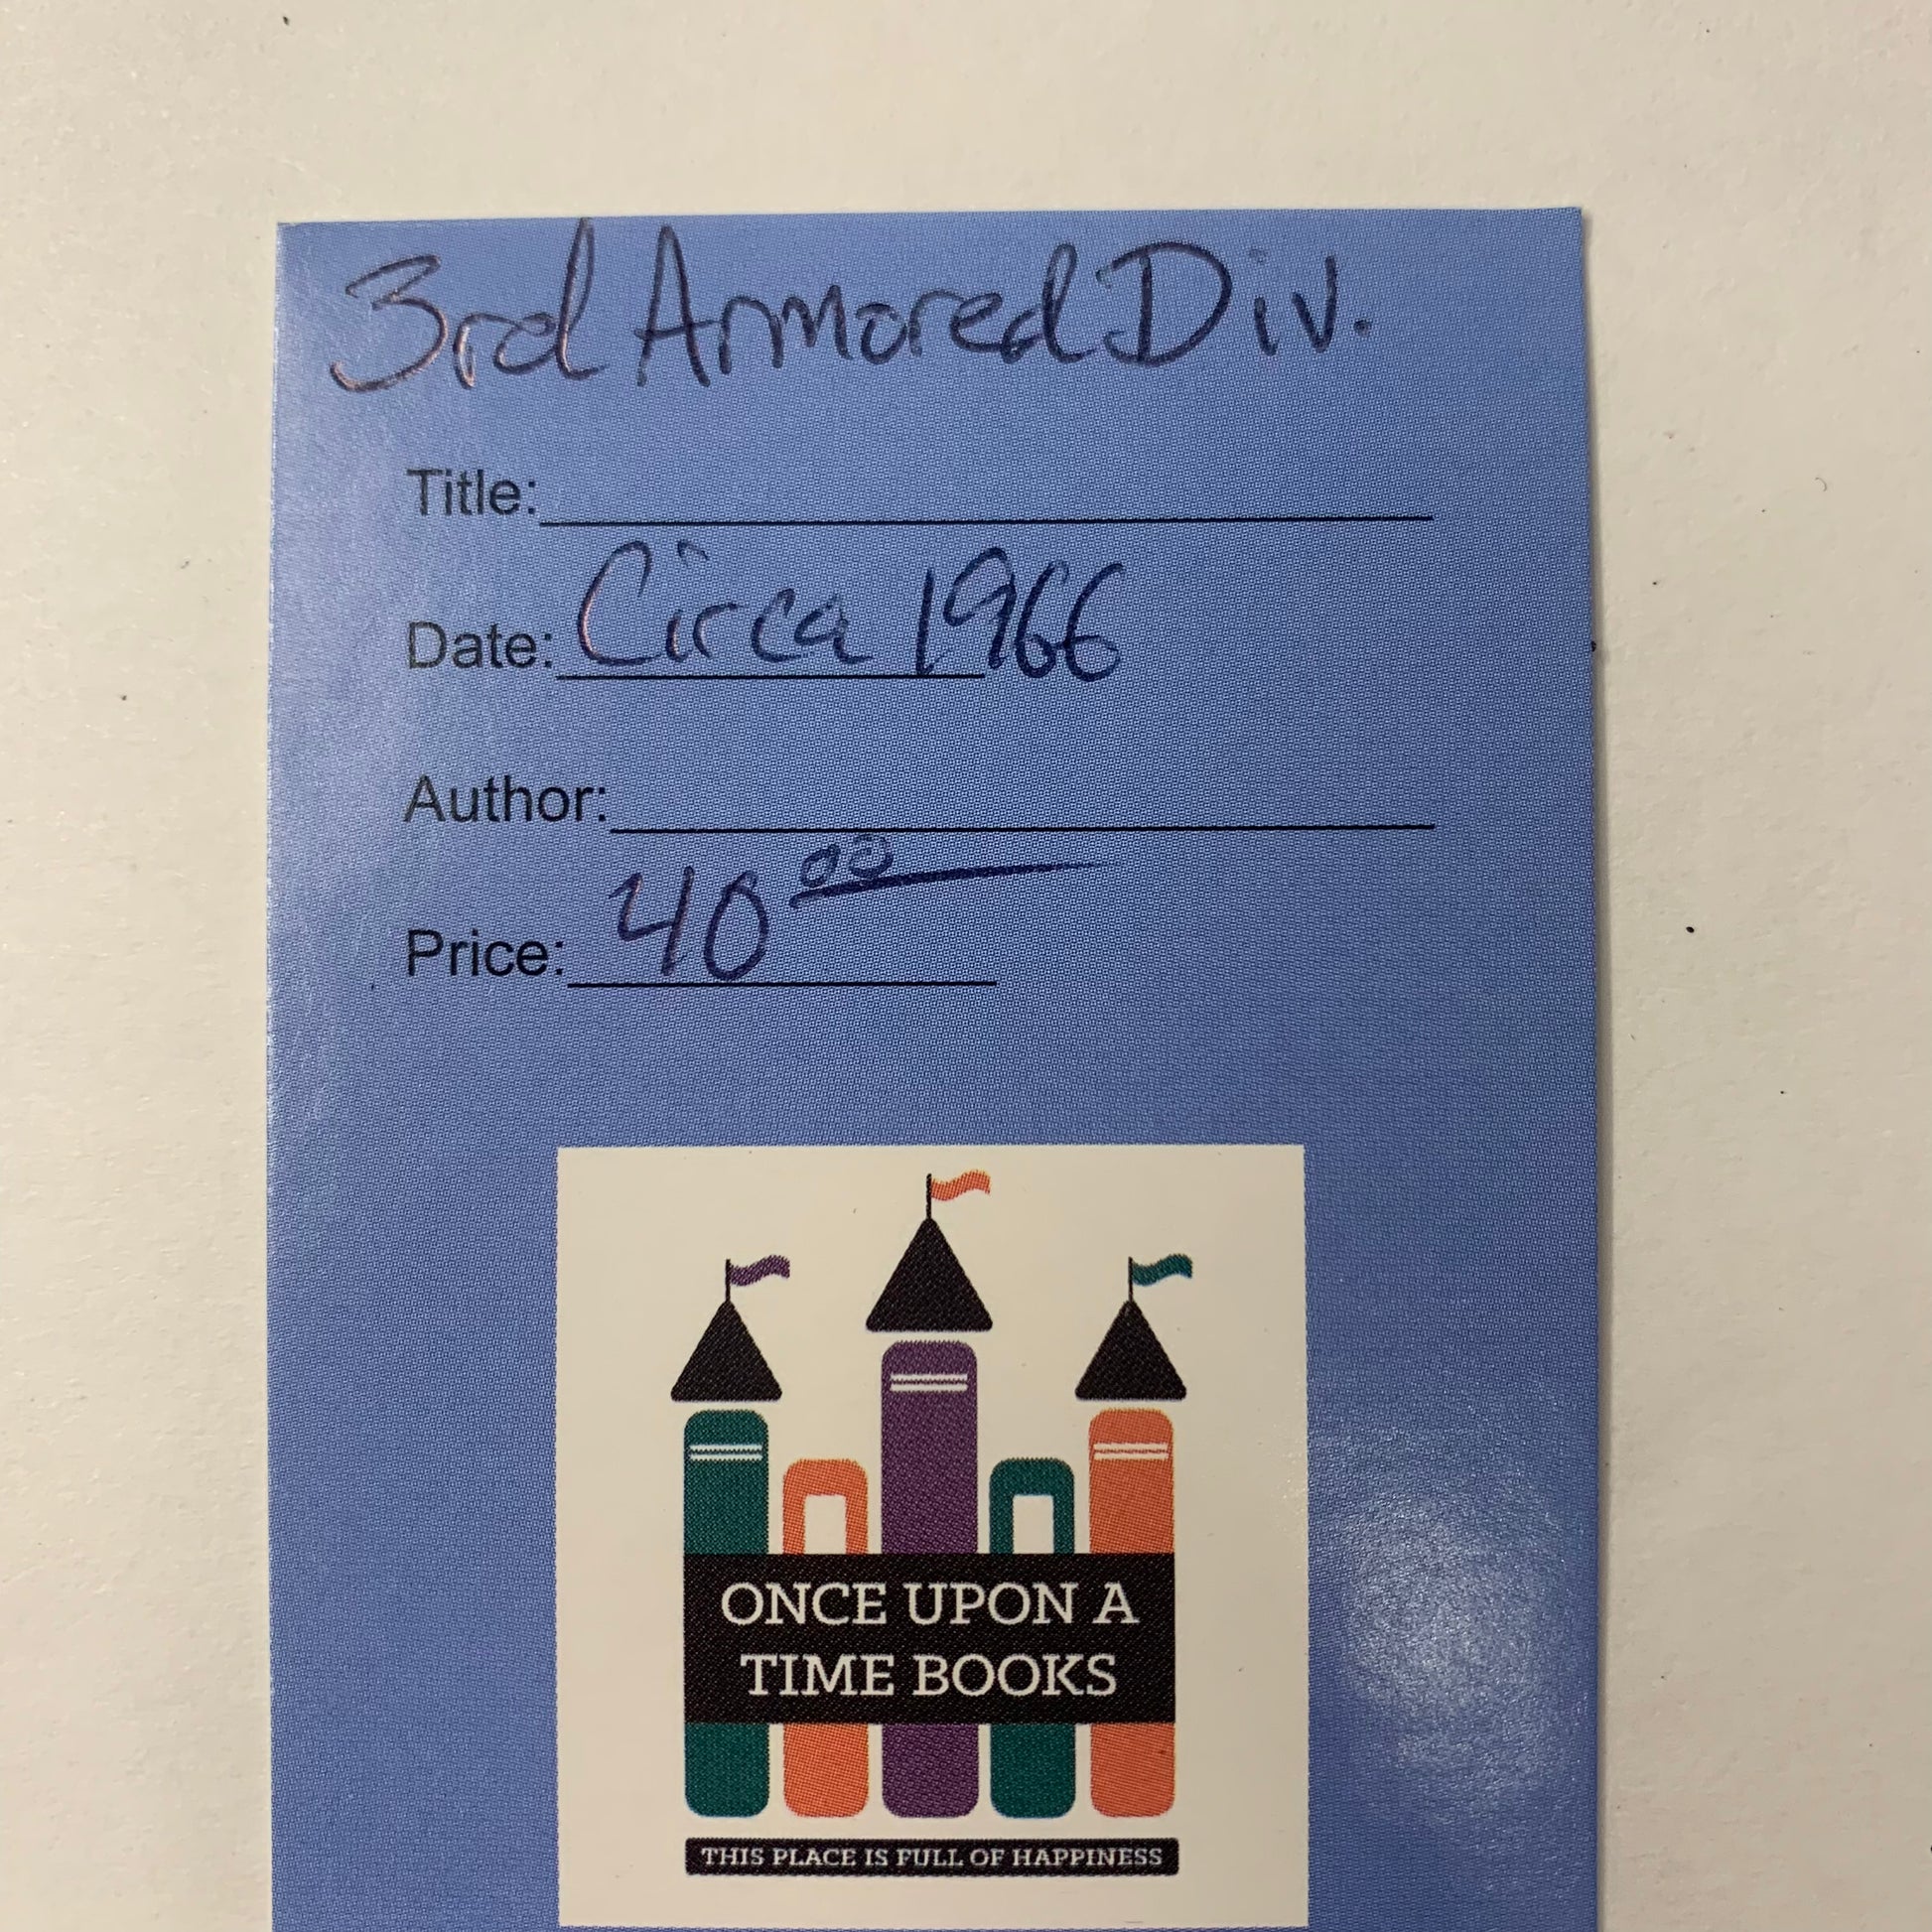 3rd Armored Div.
Title:
Date: Circa 1966
Author:
Price: 40 00
ONCE UPON A
TIME BOOKS
THIS PLACE IS FULL OF HAPPINESS